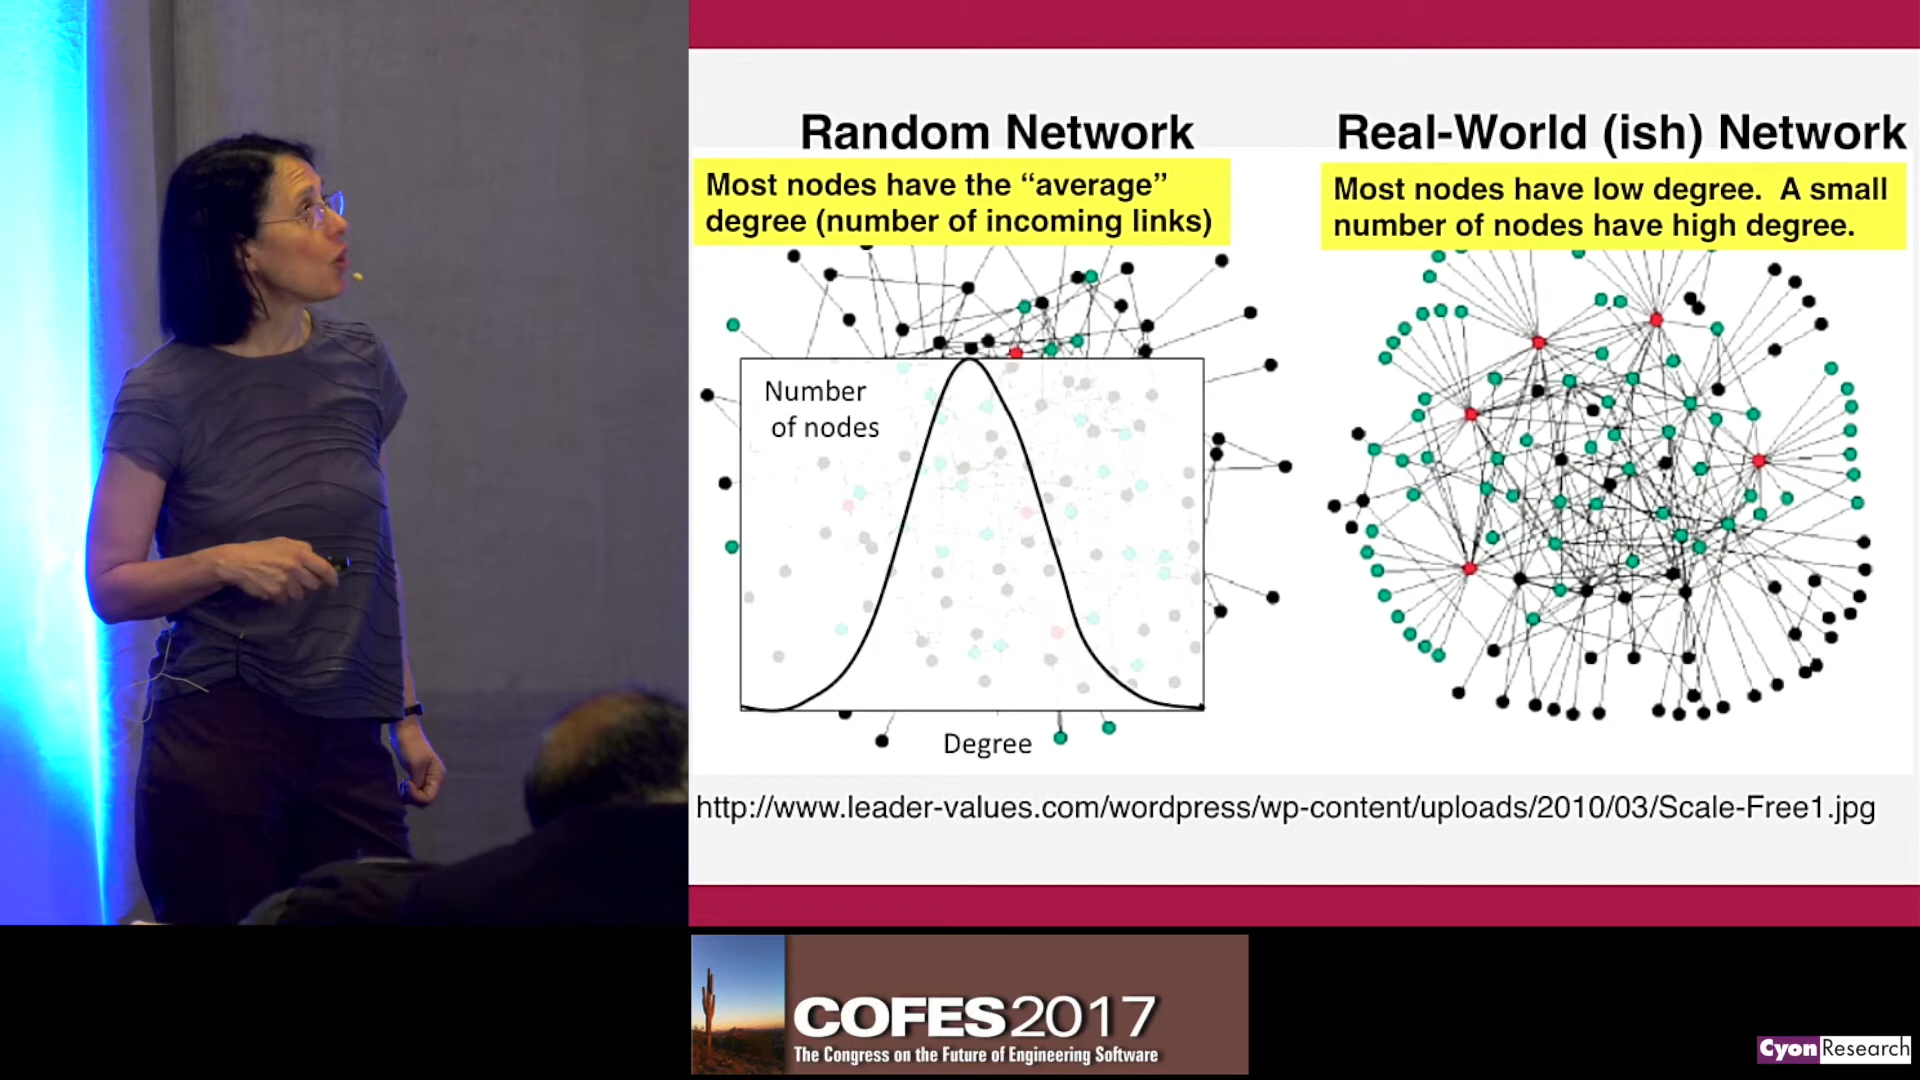 Random Network
Real-World (ish) Network
Most nodes have the “average”
degree (number of incoming links)
Most nodes have low degree.  A small
number of nodes have high degree.
Number
of nodes
Degree
http://www.leader-values.com/wordpress/wp-content/uploads/2010/03/Scale-Free1.jpg
COFES2017
The Congress on the Future of Engineering Software
CyonResearch